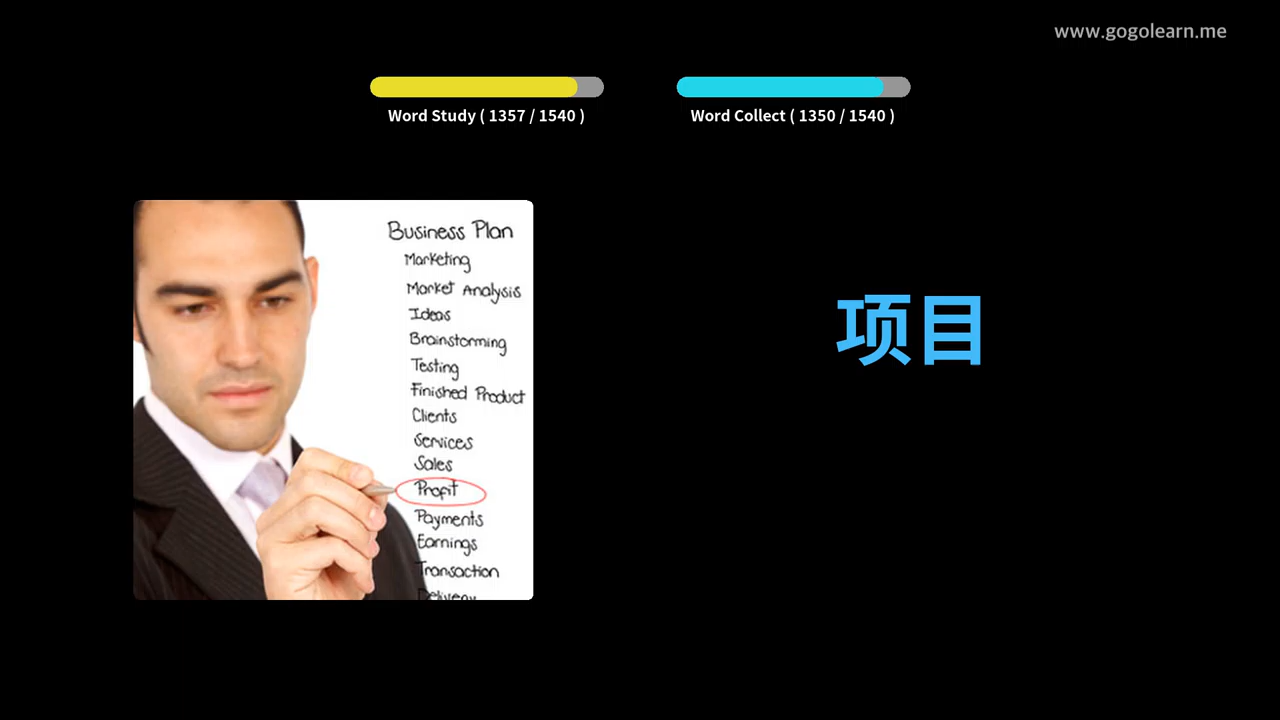 www.gogolearn.me
Word Study ( 1357 / 1540 )
Word Collect ( 1350 / 1540 )
Business Plan
Marketing
Market Analysis
Ideas
Brainstorming
Testing
Finished Product
Clients
Services
Sales
Profit
Payments
Earnings
Transaction
Delivery
项目